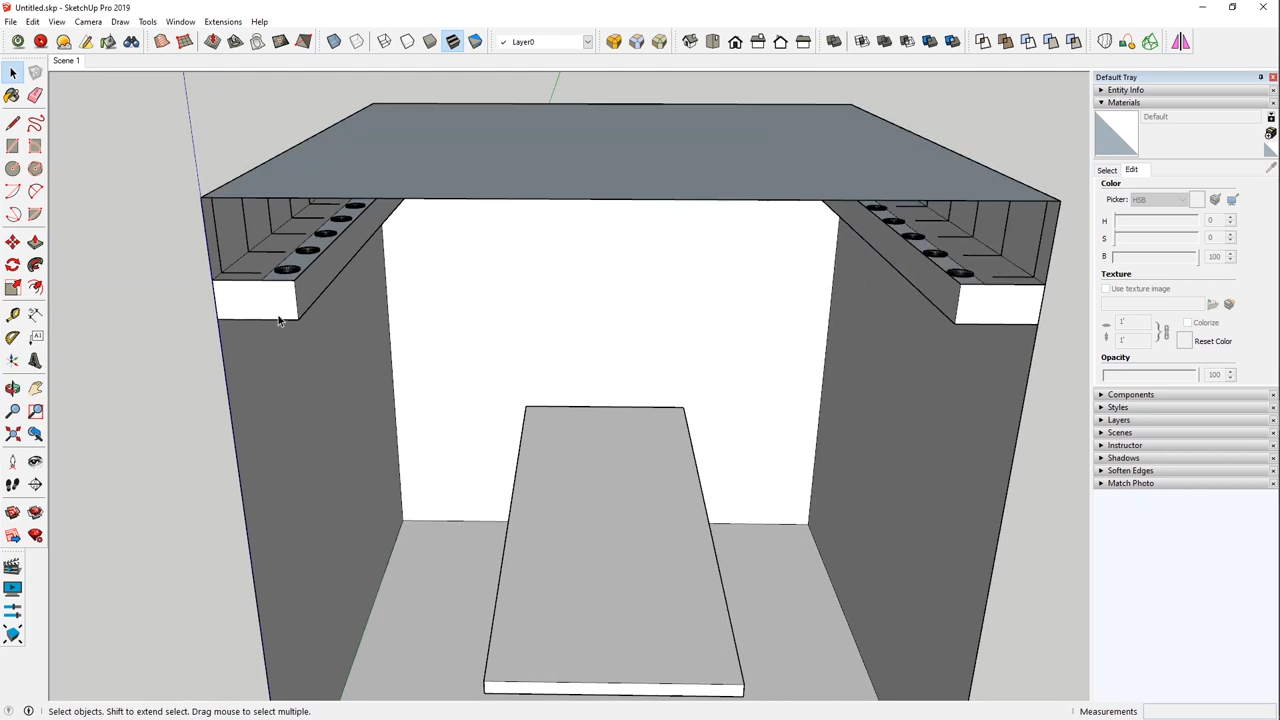 Untitled.skp - SketchUp Pro 2019
File Edit View Camera Draw Tools Window Extensions Help
Layer0
Scene 1
Default Tray
Entity Info
Materials
Default
Select Edit
Color
Picker: HSB
H 0
S 0
B 100
Texture
Use texture image
1' Colorize
1' Reset Color
Opacity
100
Components
Styles
Layers
Scenes
Instructor
Shadows
Soften Edges
Match Photo
Select objects. Shift to extend select. Drag mouse to select multiple. Measurements